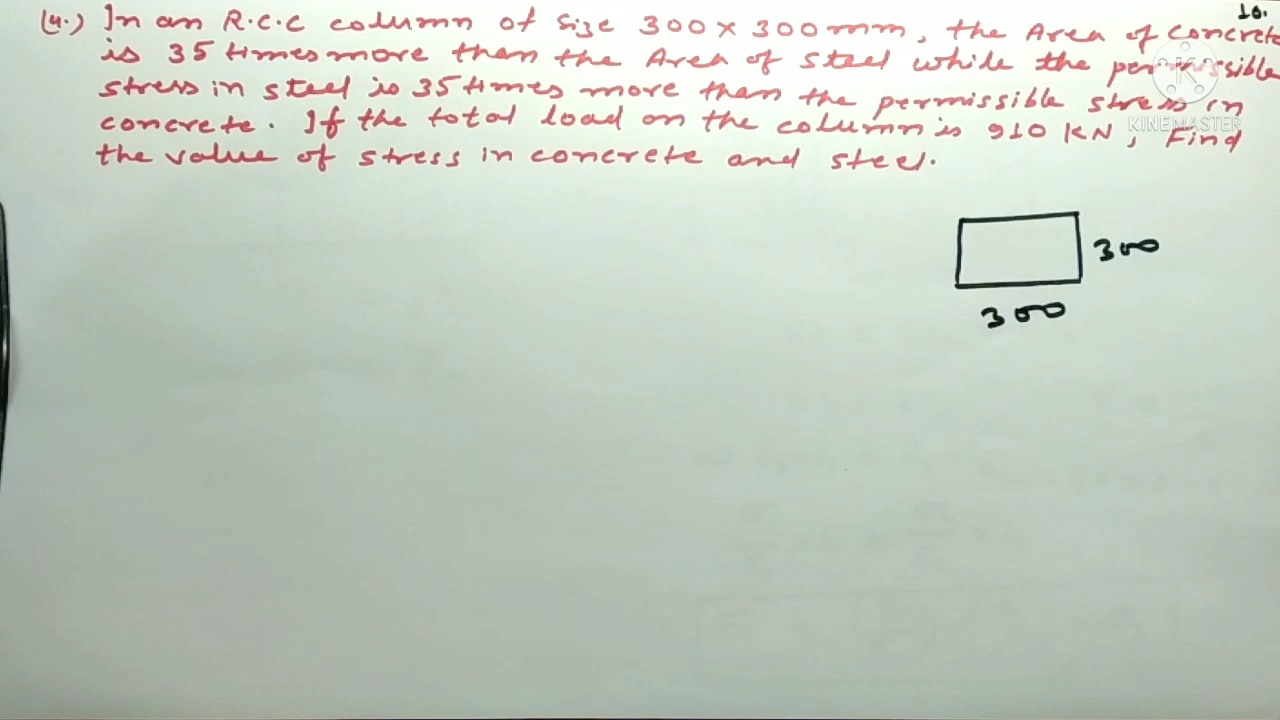 10.
(4.) In an R.C.C column of size 300 x 300mm, the Area of concrete
is 35 times more than the Area of steel while the permissible
stress in steel is 35 times more than the permissible stress in
concrete. If the total load on the column is 910 KN, Find
the value of stress in concrete and steel.
KINEMASTER
300
300